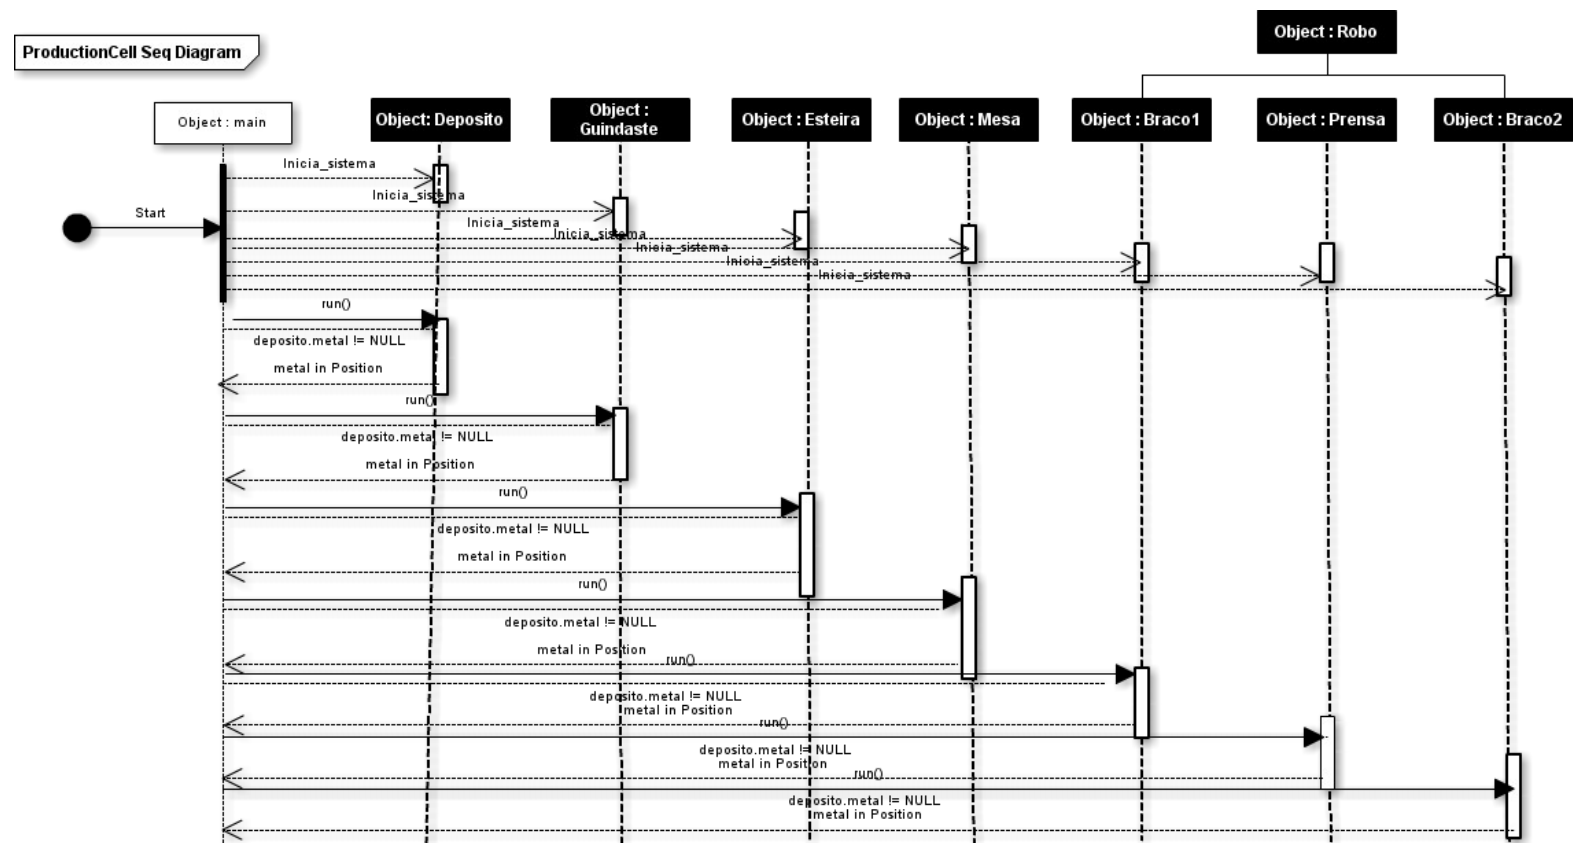 Object : Robo
ProductionCell Seq Diagram
Object : main
Object: Deposito
Object :
Guindaste
Object : Esteira
Object : Mesa
Object : Braco1
Object : Prensa
Object : Braco2
Inicia_sistema
Inicia_sistema
Start
Inicia_sistema
Inicia_sistema
Inicia_sistema
Inicia_sistema
Inicia_sistema
run()
deposito.metal != NULL
metal in Position
run()
deposito.metal != NULL
metal in Position
run()
deposito.metal != NULL
metal in Position
run()
deposito.metal != NULL
metal in Position
run()
deposito.metal != NULL
metal in Position
run()
deposito.metal != NULL
metal in Position
run()
deposito.metal != NULL
metal in Position